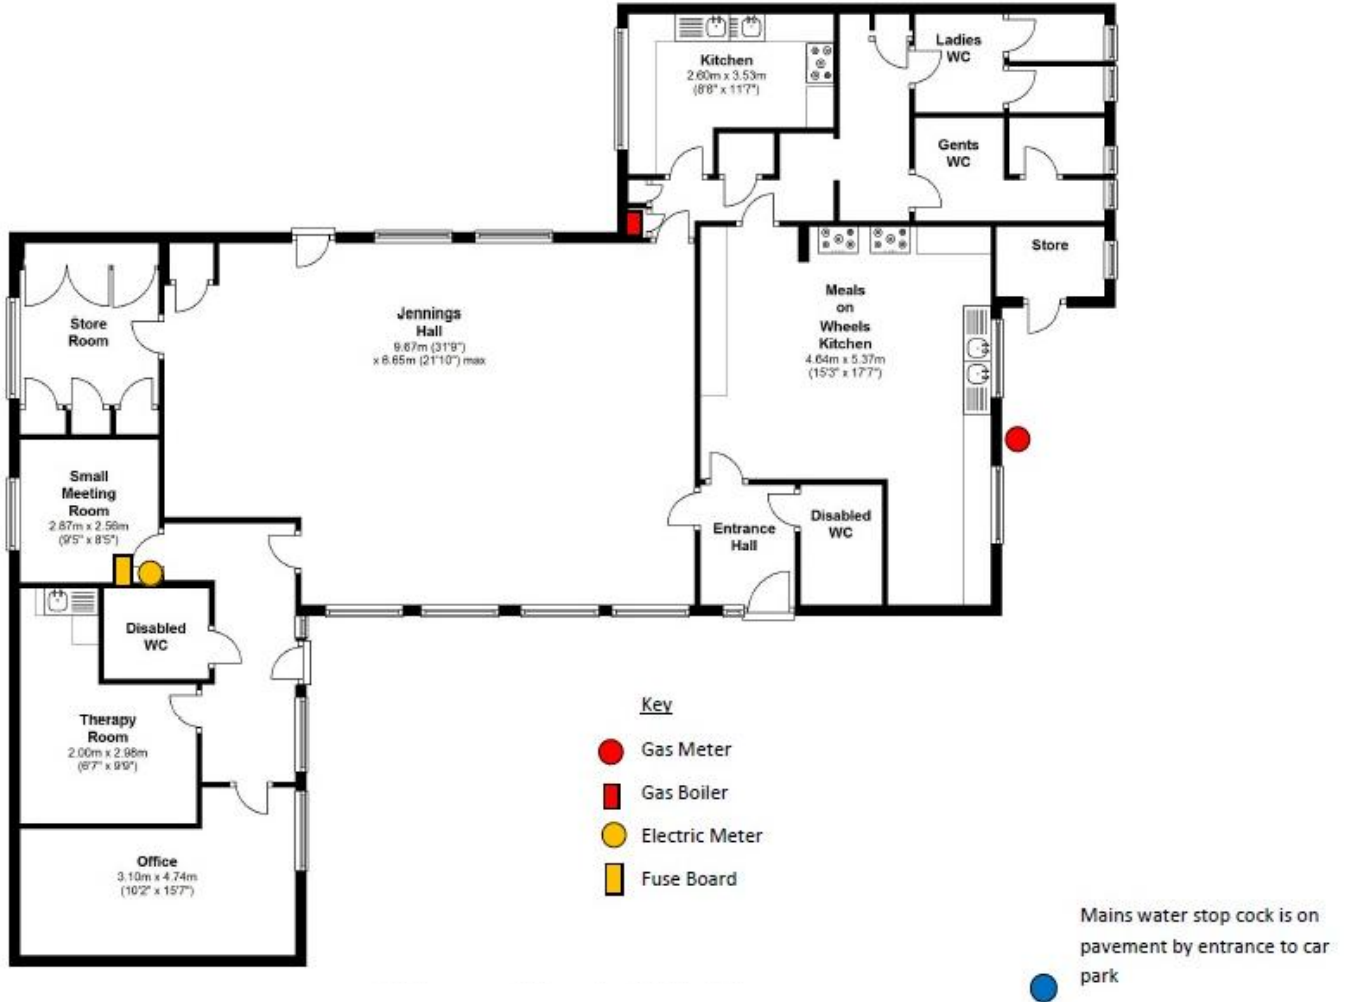 Kitchen
2.60m x 3.53m
(8'6" x 11'7")
Ladies
WC
Gents
WC
Store
Jennings
Hall
9.67m (31'9")
x 6.65m (21'10") max
Store
Room
Meals
on
Wheels
Kitchen
4.64m x 5.37m
(15'3" x 17'7")
Small
Meeting
Room
2.87m x 2.56m
(9'5" x 8'5")
Entrance
Hall
Disabled
WC
Disabled
WC
Therapy
Room
2.00m x 2.98m
(6'7" x 9'9")
Office
3.10m x 4.74m
(10'2" x 15'7")
Key
Gas Meter
Gas Boiler
Electric Meter
Fuse Board
Mains water stop cock is on
pavement by entrance to car
park